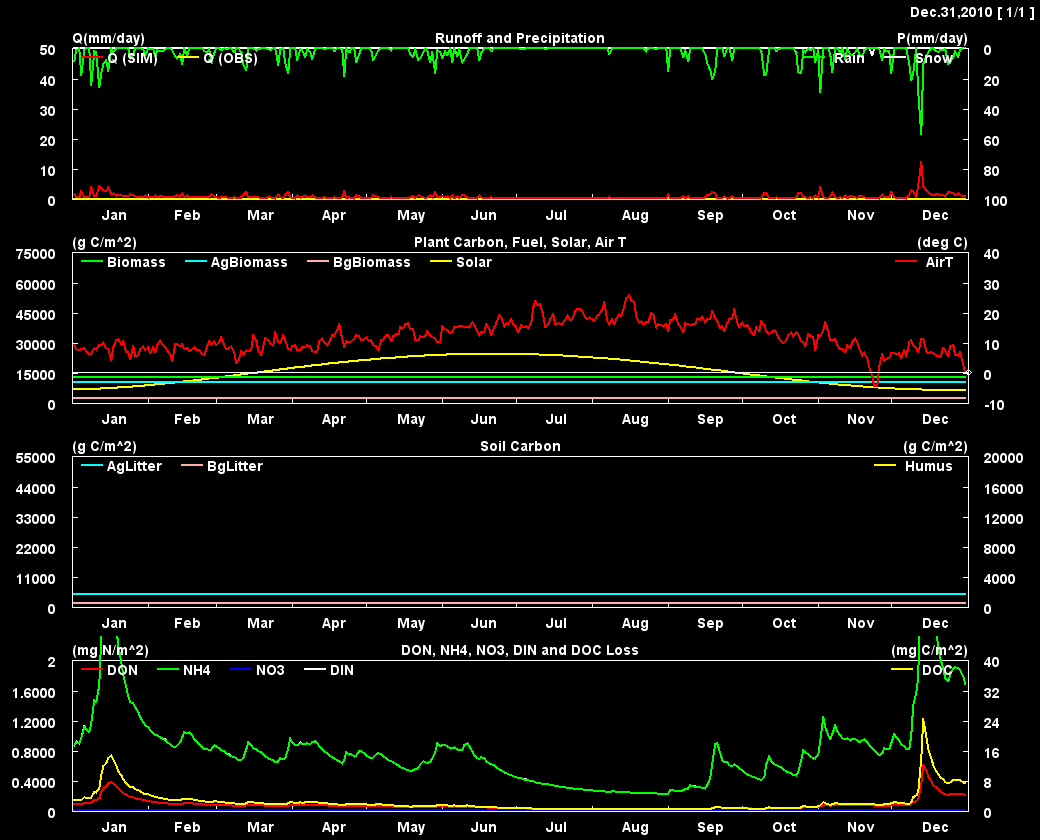 Dec.31,2010 [ 1/1 ]
Q(mm/day) Runoff and Precipitation P(mm/day)
50 Q (SIM) Q (OBS) Rain Snow 0
40 20
30 40
20 60
10 80
0 100
Jan Feb Mar Apr May Jun Jul Aug Sep Oct Nov Dec
(g C/m^2) Plant Carbon, Fuel, Solar, Air T (deg C)
75000 Biomass AgBiomass BgBiomass Solar AirT 40
60000 30
45000 20
30000 10
15000 0
0 -10
Jan Feb Mar Apr May Jun Jul Aug Sep Oct Nov Dec
(g C/m^2) Soil Carbon (g C/m^2)
55000 AgLitter BgLitter Humus 20000
44000 16000
33000 12000
22000 8000
11000 4000
0 0
Jan Feb Mar Apr May Jun Jul Aug Sep Oct Nov Dec
(mg N/m^2) DON, NH4, NO3, DIN and DOC Loss (mg C/m^2)
2 DON NH4 NO3 DIN DOC 40
1.6000 32
1.2000 24
0.8000 16
0.4000 8
0 0
Jan Feb Mar Apr May Jun Jul Aug Sep Oct Nov Dec